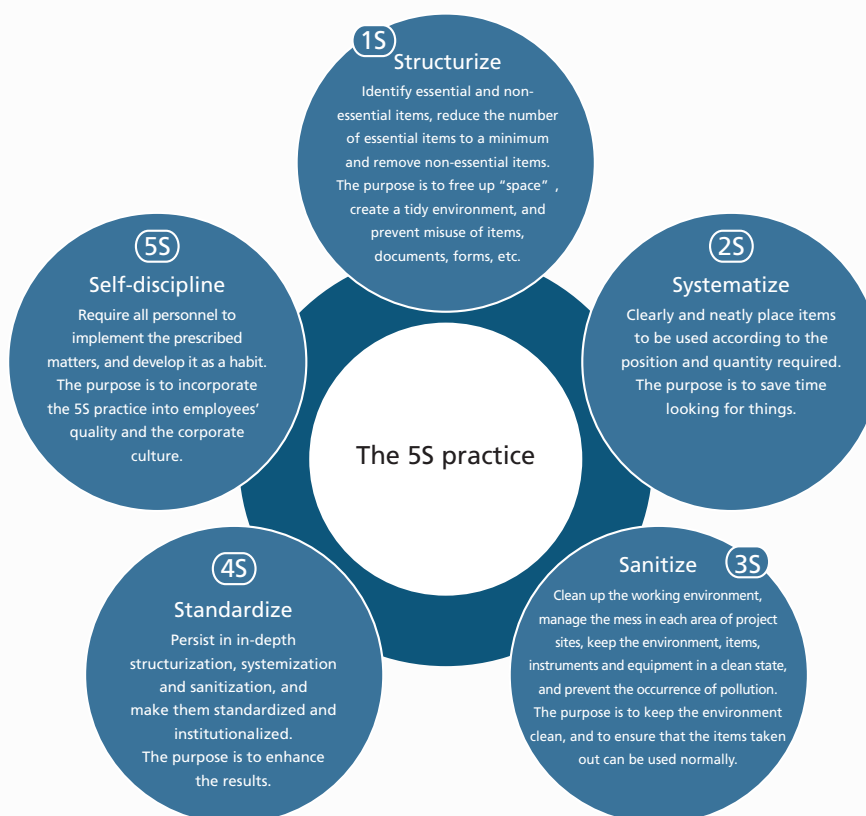 1S
Structurize
Identify essential and non-
essential items, reduce the number
of essential items to a minimum
and remove non-essential items.
The purpose is to free up “space” ,
create a tidy environment, and
prevent misuse of items,
documents, forms, etc.
2S
Systematize
Clearly and neatly place items
to be used according to the
position and quantity required.
The purpose is to save time
looking for things.
Sanitize
3S
Clean up the working environment,
manage the mess in each area of project
sites, keep the environment, items,
instruments and equipment in a clean state,
and prevent the occurrence of pollution.
The purpose is to keep the environment
clean, and to ensure that the items taken
out can be used normally.
4S
Standardize
Persist in in-depth
structurization, systemization
and sanitization, and
make them standardized and
institutionalized.
The purpose is to enhance
the results.
5S
Self-discipline
Require all personnel to
implement the prescribed
matters, and develop it as a habit.
The purpose is to incorporate
the 5S practice into employees’
quality and the corporate
culture.
The 5S practice